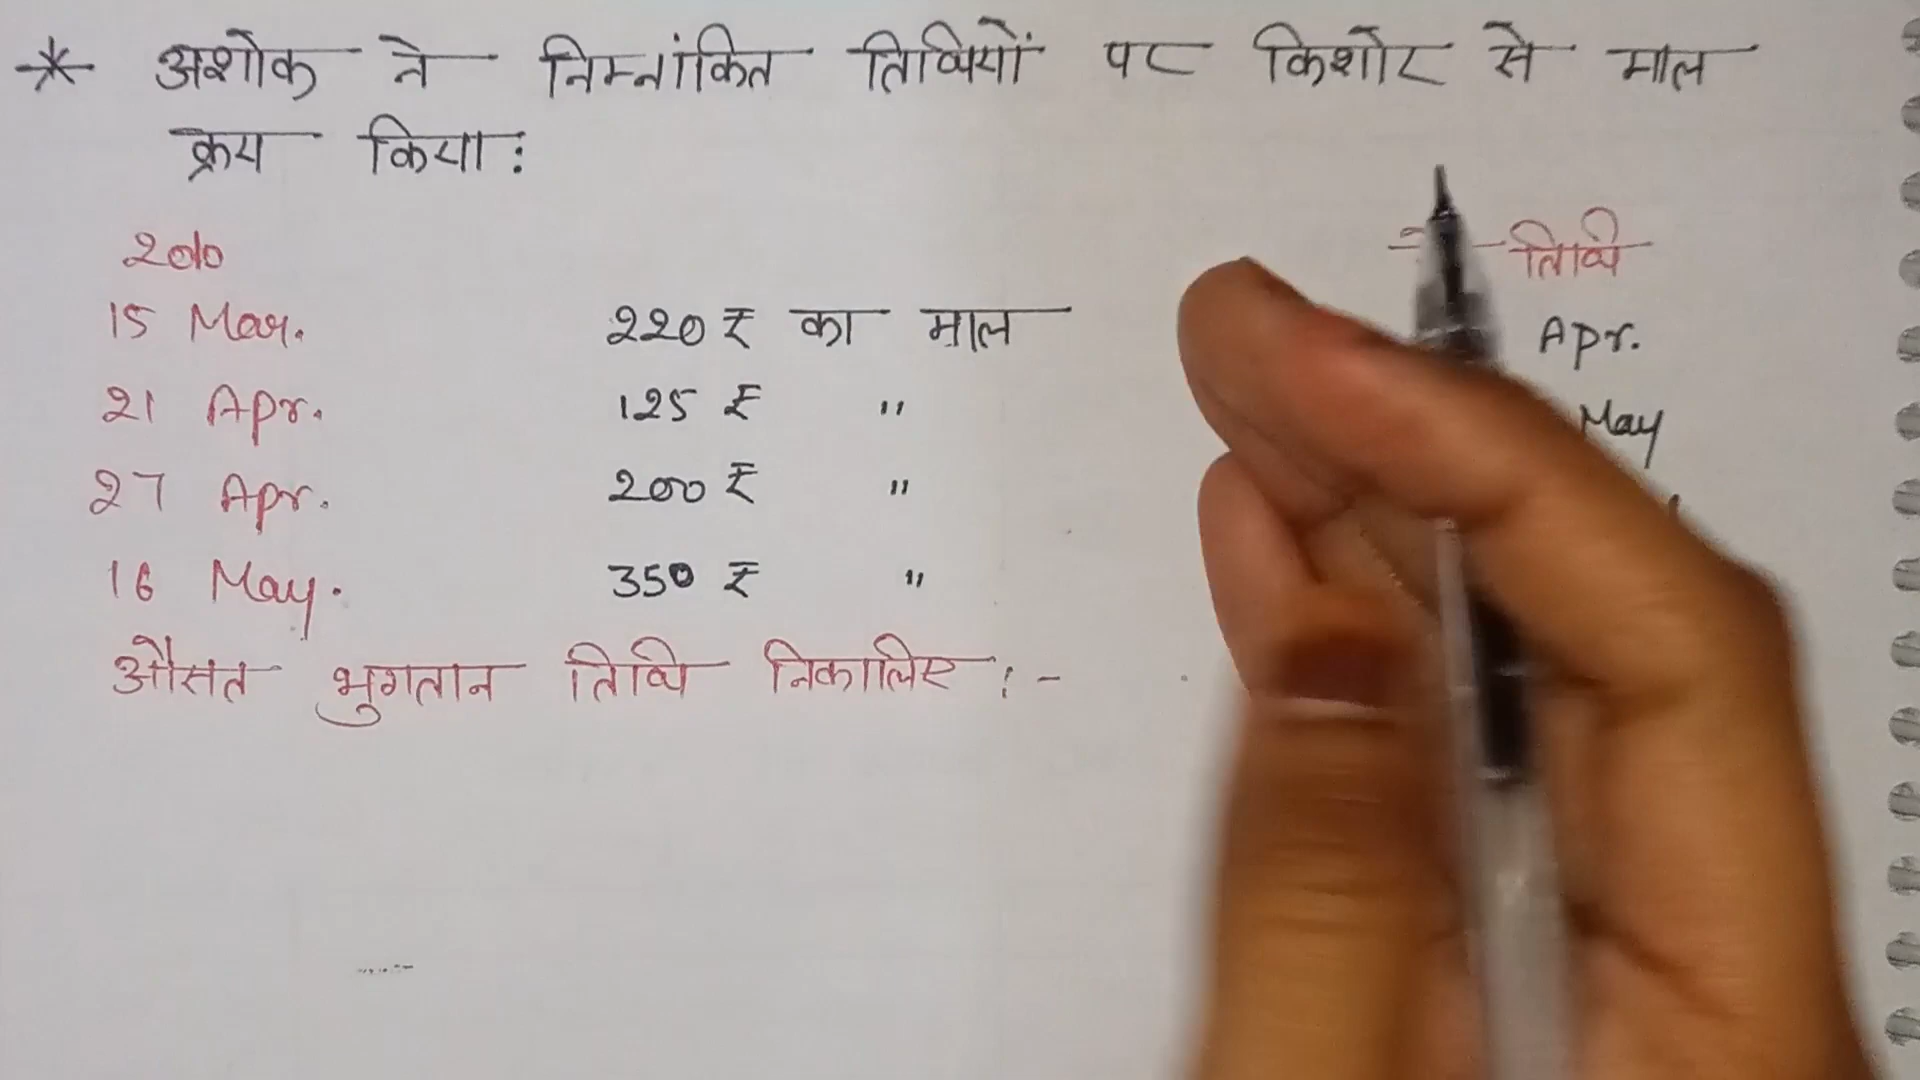 * अशोक ने निम्नांकित तिथियों पर किशोर से माल
क्रय किया:
2010
तिथि
15 Mar. 220 ₹ का माल
Apr.
21 Apr. 125 ₹ "
May
27 Apr. 200 ₹ "
16 May. 350 ₹ "
औसत भुगतान तिथि निकालिए :-